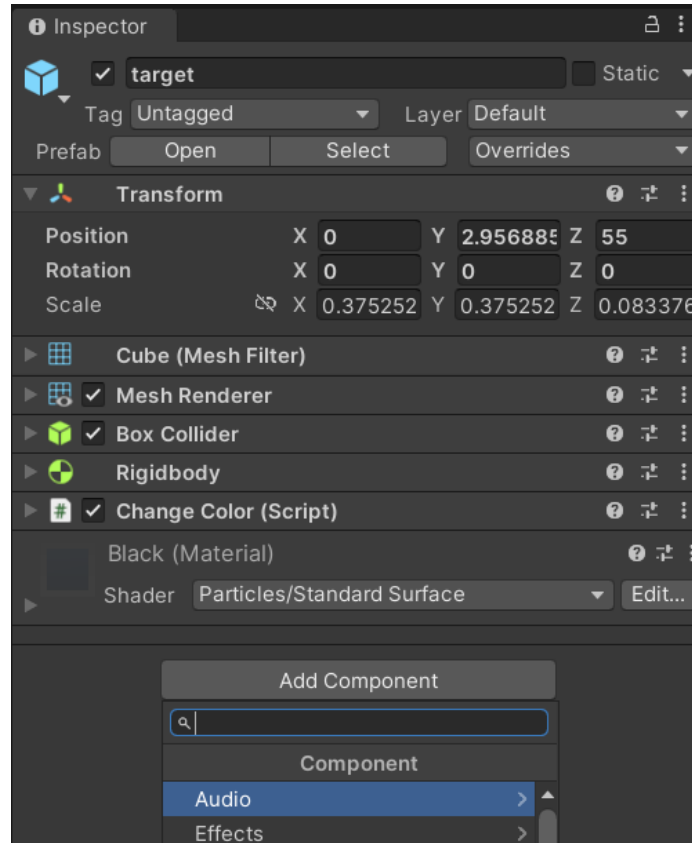 Inspector
target
Static
Tag Untagged Layer Default
Prefab Open Select Overrides
Transform
Position X 0 Y 2.956885 Z 55
Rotation X 0 Y 0 Z 0
Scale X 0.375252 Y 0.375252 Z 0.083376
Cube (Mesh Filter)
Mesh Renderer
Box Collider
Rigidbody
# Change Color (Script)
Black (Material)
Shader Particles/Standard Surface Edit...
Add Component
Component
Audio
Effects